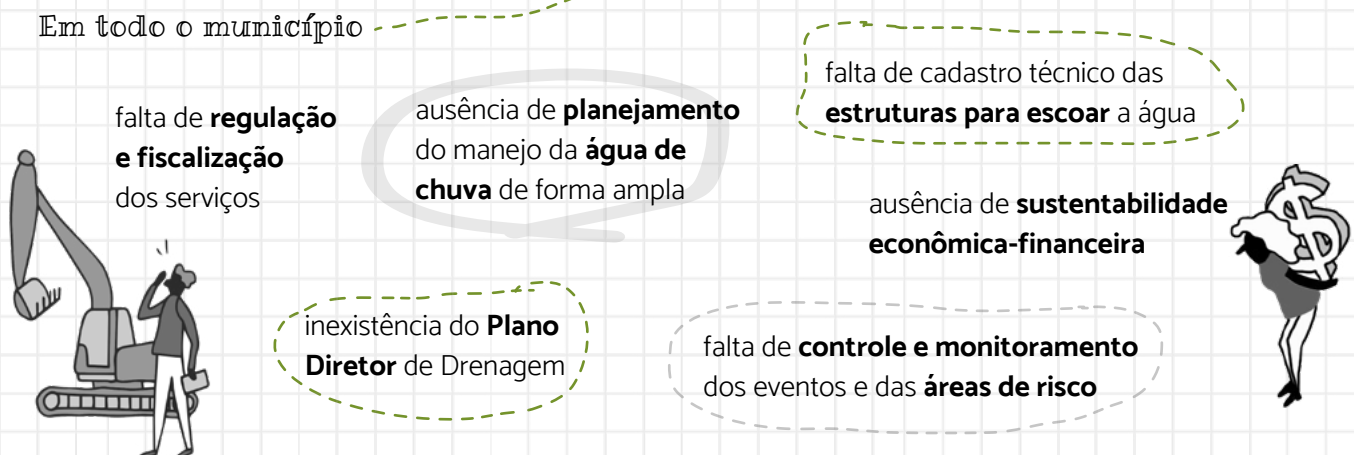 Em todo o município
falta de regulação
e fiscalização
dos serviços
ausência de planejamento
do manejo da água de
chuva de forma ampla
falta de cadastro técnico das
estruturas para escoar a água
ausência de sustentabilidade
econômica-financeira
inexistência do Plano
Diretor de Drenagem
falta de controle e monitoramento
dos eventos e das áreas de risco